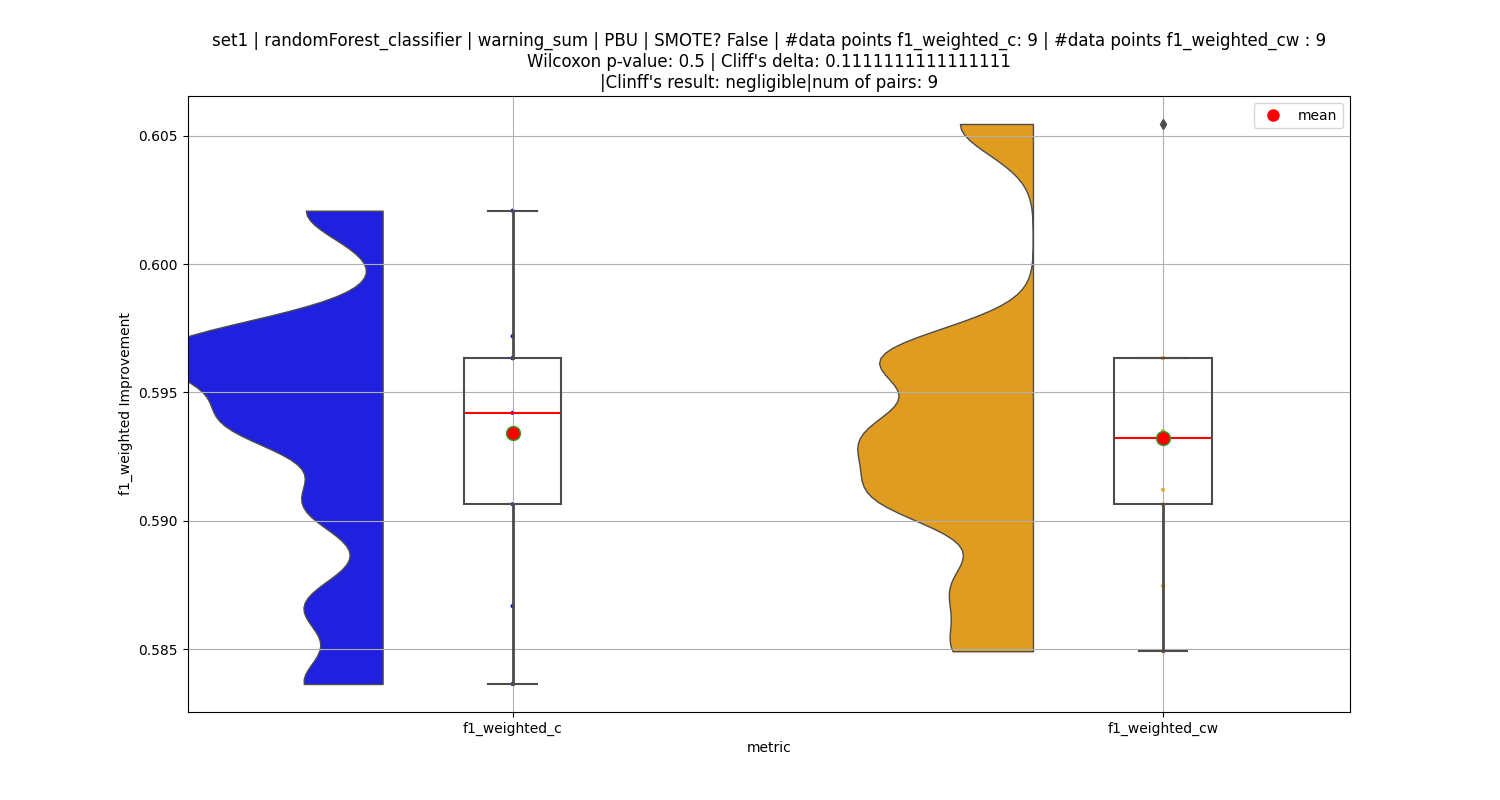 set1 | randomForest_classifier | warning_sum | PBU | SMOTE? False | #data points f1_weighted_c: 9 | #data points f1_weighted_cw : 9
Wilcoxon p-value: 0.5 | Cliff's delta: 0.1111111111111111
|Clinff's result: negligible|num of pairs: 9
mean
0.605
0.600
0.595
0.590
0.585
f1_weighted Improvement
f1_weighted_c
f1_weighted_cw
metric